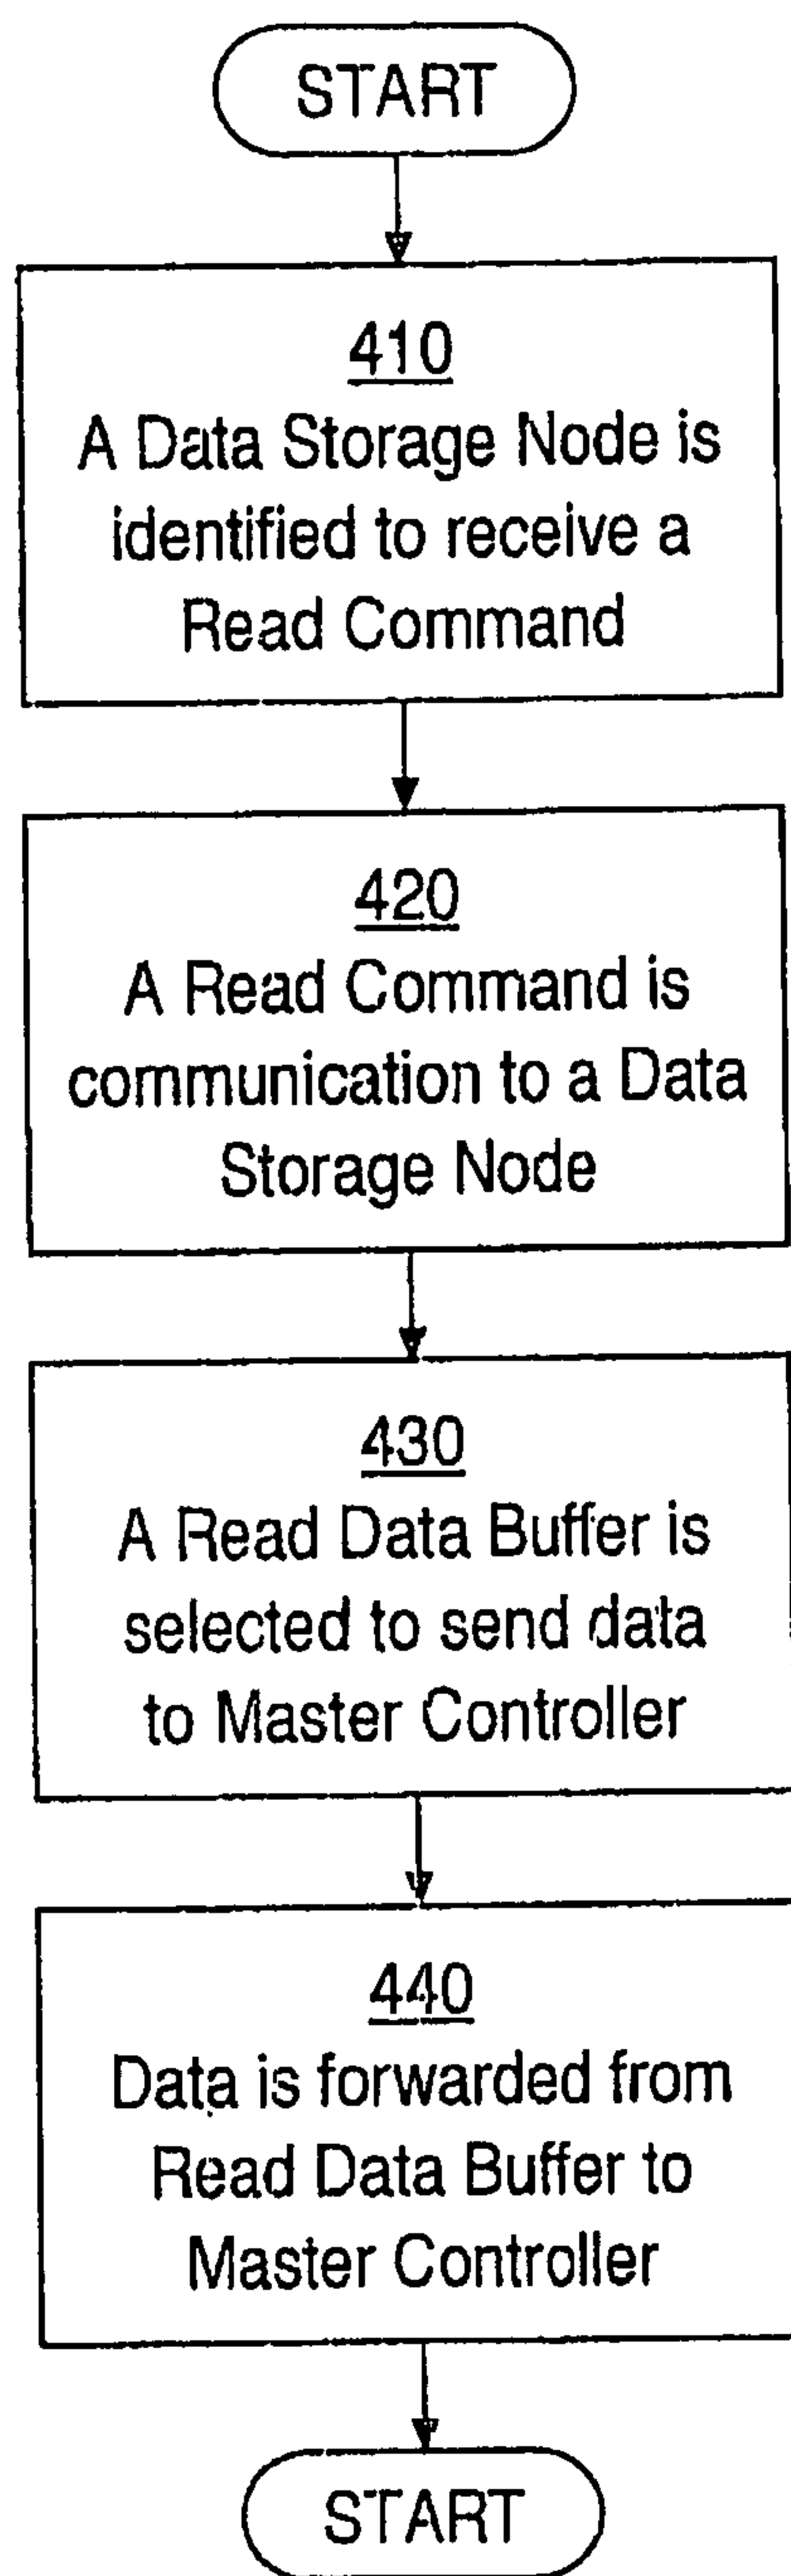 START
410
A Data Storage Node is
identified to receive a
Read Command
420
A Read Command is
communication to a Data
Storage Node
430
A Read Data Buffer is
selected to send data
to Master Controller
440
Data is forwarded from
Read Data Buffer to
Master Controller
START